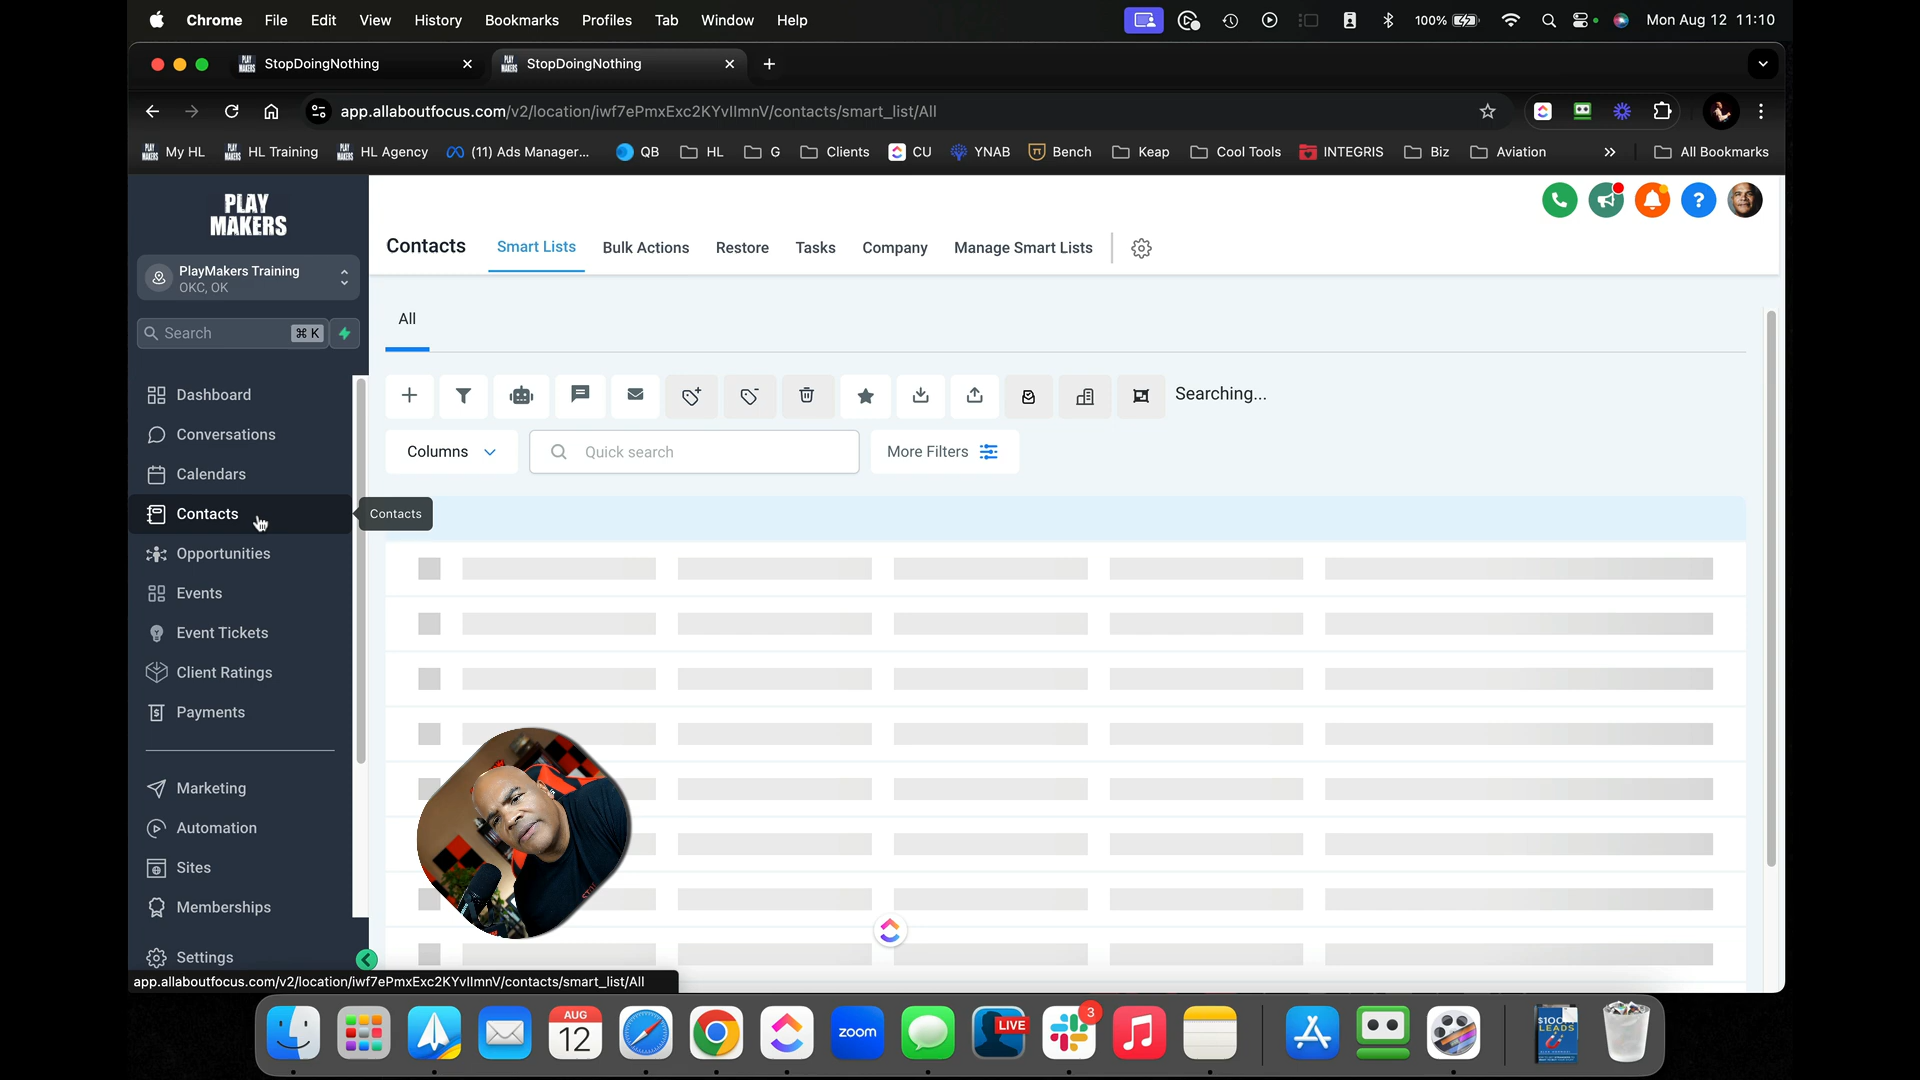 Chrome File Edit View History Bookmarks Profiles Tab Window Help
100% Mon Aug 12 11:10
StopDoingNothing StopDoingNothing
app.allaboutfocus.com/v2/location/iwf7ePmxExc2KYvlImnV/contacts/smart_list/All
My HL HL Training HL Agency (11) Ads Manager... QB HL G Clients CU YNAB Bench Keap Cool Tools INTEGRIS Biz Aviation All Bookmarks
PLAY
MAKERS
PlayMakers Training
OKC, OK
Search ⌘ K
Dashboard
Conversations
Calendars
Contacts
Opportunities
Events
Event Tickets
Client Ratings
Payments
Marketing
Automation
Sites
Memberships
Settings
Contacts
Contacts Smart Lists Bulk Actions Restore Tasks Company Manage Smart Lists
All
Searching...
Columns Quick search More Filters
app.allaboutfocus.com/v2/location/iwf7ePmxExc2KYvlImnV/contacts/smart_list/All
AUG
12
zoom
LIVE
3
$100M
LEADS